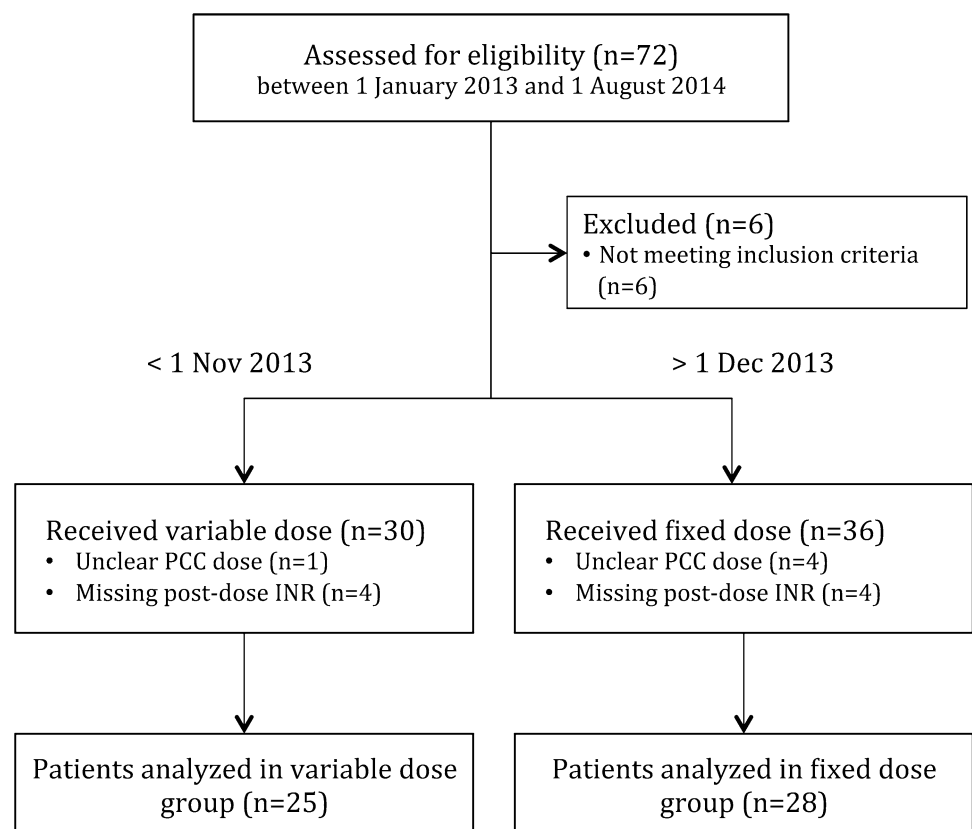 Assessed for eligibility (n=72)
between 1 January 2013 and 1 August 2014
Excluded (n=6)
• Not meeting inclusion criteria
(n=6)
< 1 Nov 2013
> 1 Dec 2013
Received variable dose (n=30)
• Unclear PCC dose (n=1)
• Missing post-dose INR (n=4)
Received fixed dose (n=36)
• Unclear PCC dose (n=4)
• Missing post-dose INR (n=4)
Patients analyzed in variable dose
group (n=25)
Patients analyzed in fixed dose
group (n=28)